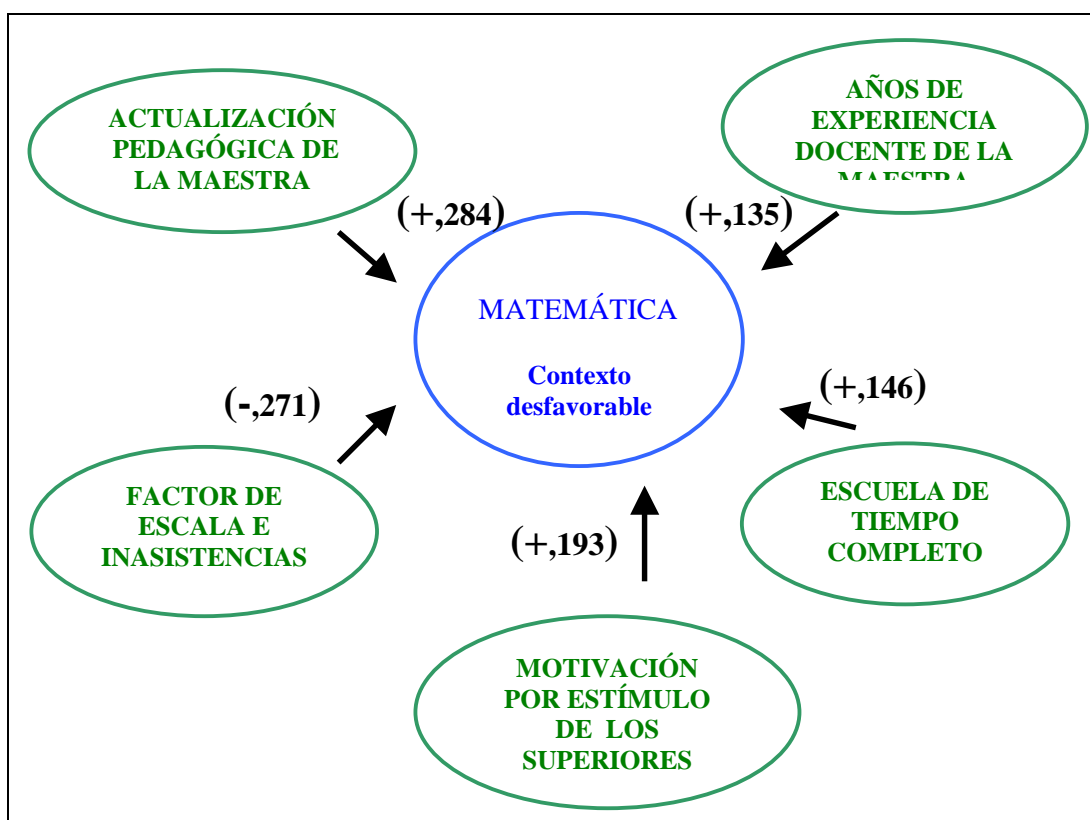 ACTUALIZACIÓN
PEDAGÓGICA DE
LA MAESTRA
(+,284)
AÑOS DE
EXPERIENCIA
DOCENTE DE LA
MAESTRA
(+,135)
MATEMÁTICA
Contexto
desfavorable
(-,271)
FACTOR DE
ESCALA E
INASISTENCIAS
(+,146)
ESCUELA DE
TIEMPO
COMPLETO
(+,193)
MOTIVACIÓN
POR ESTÍMULO
DE LOS
SUPERIORES